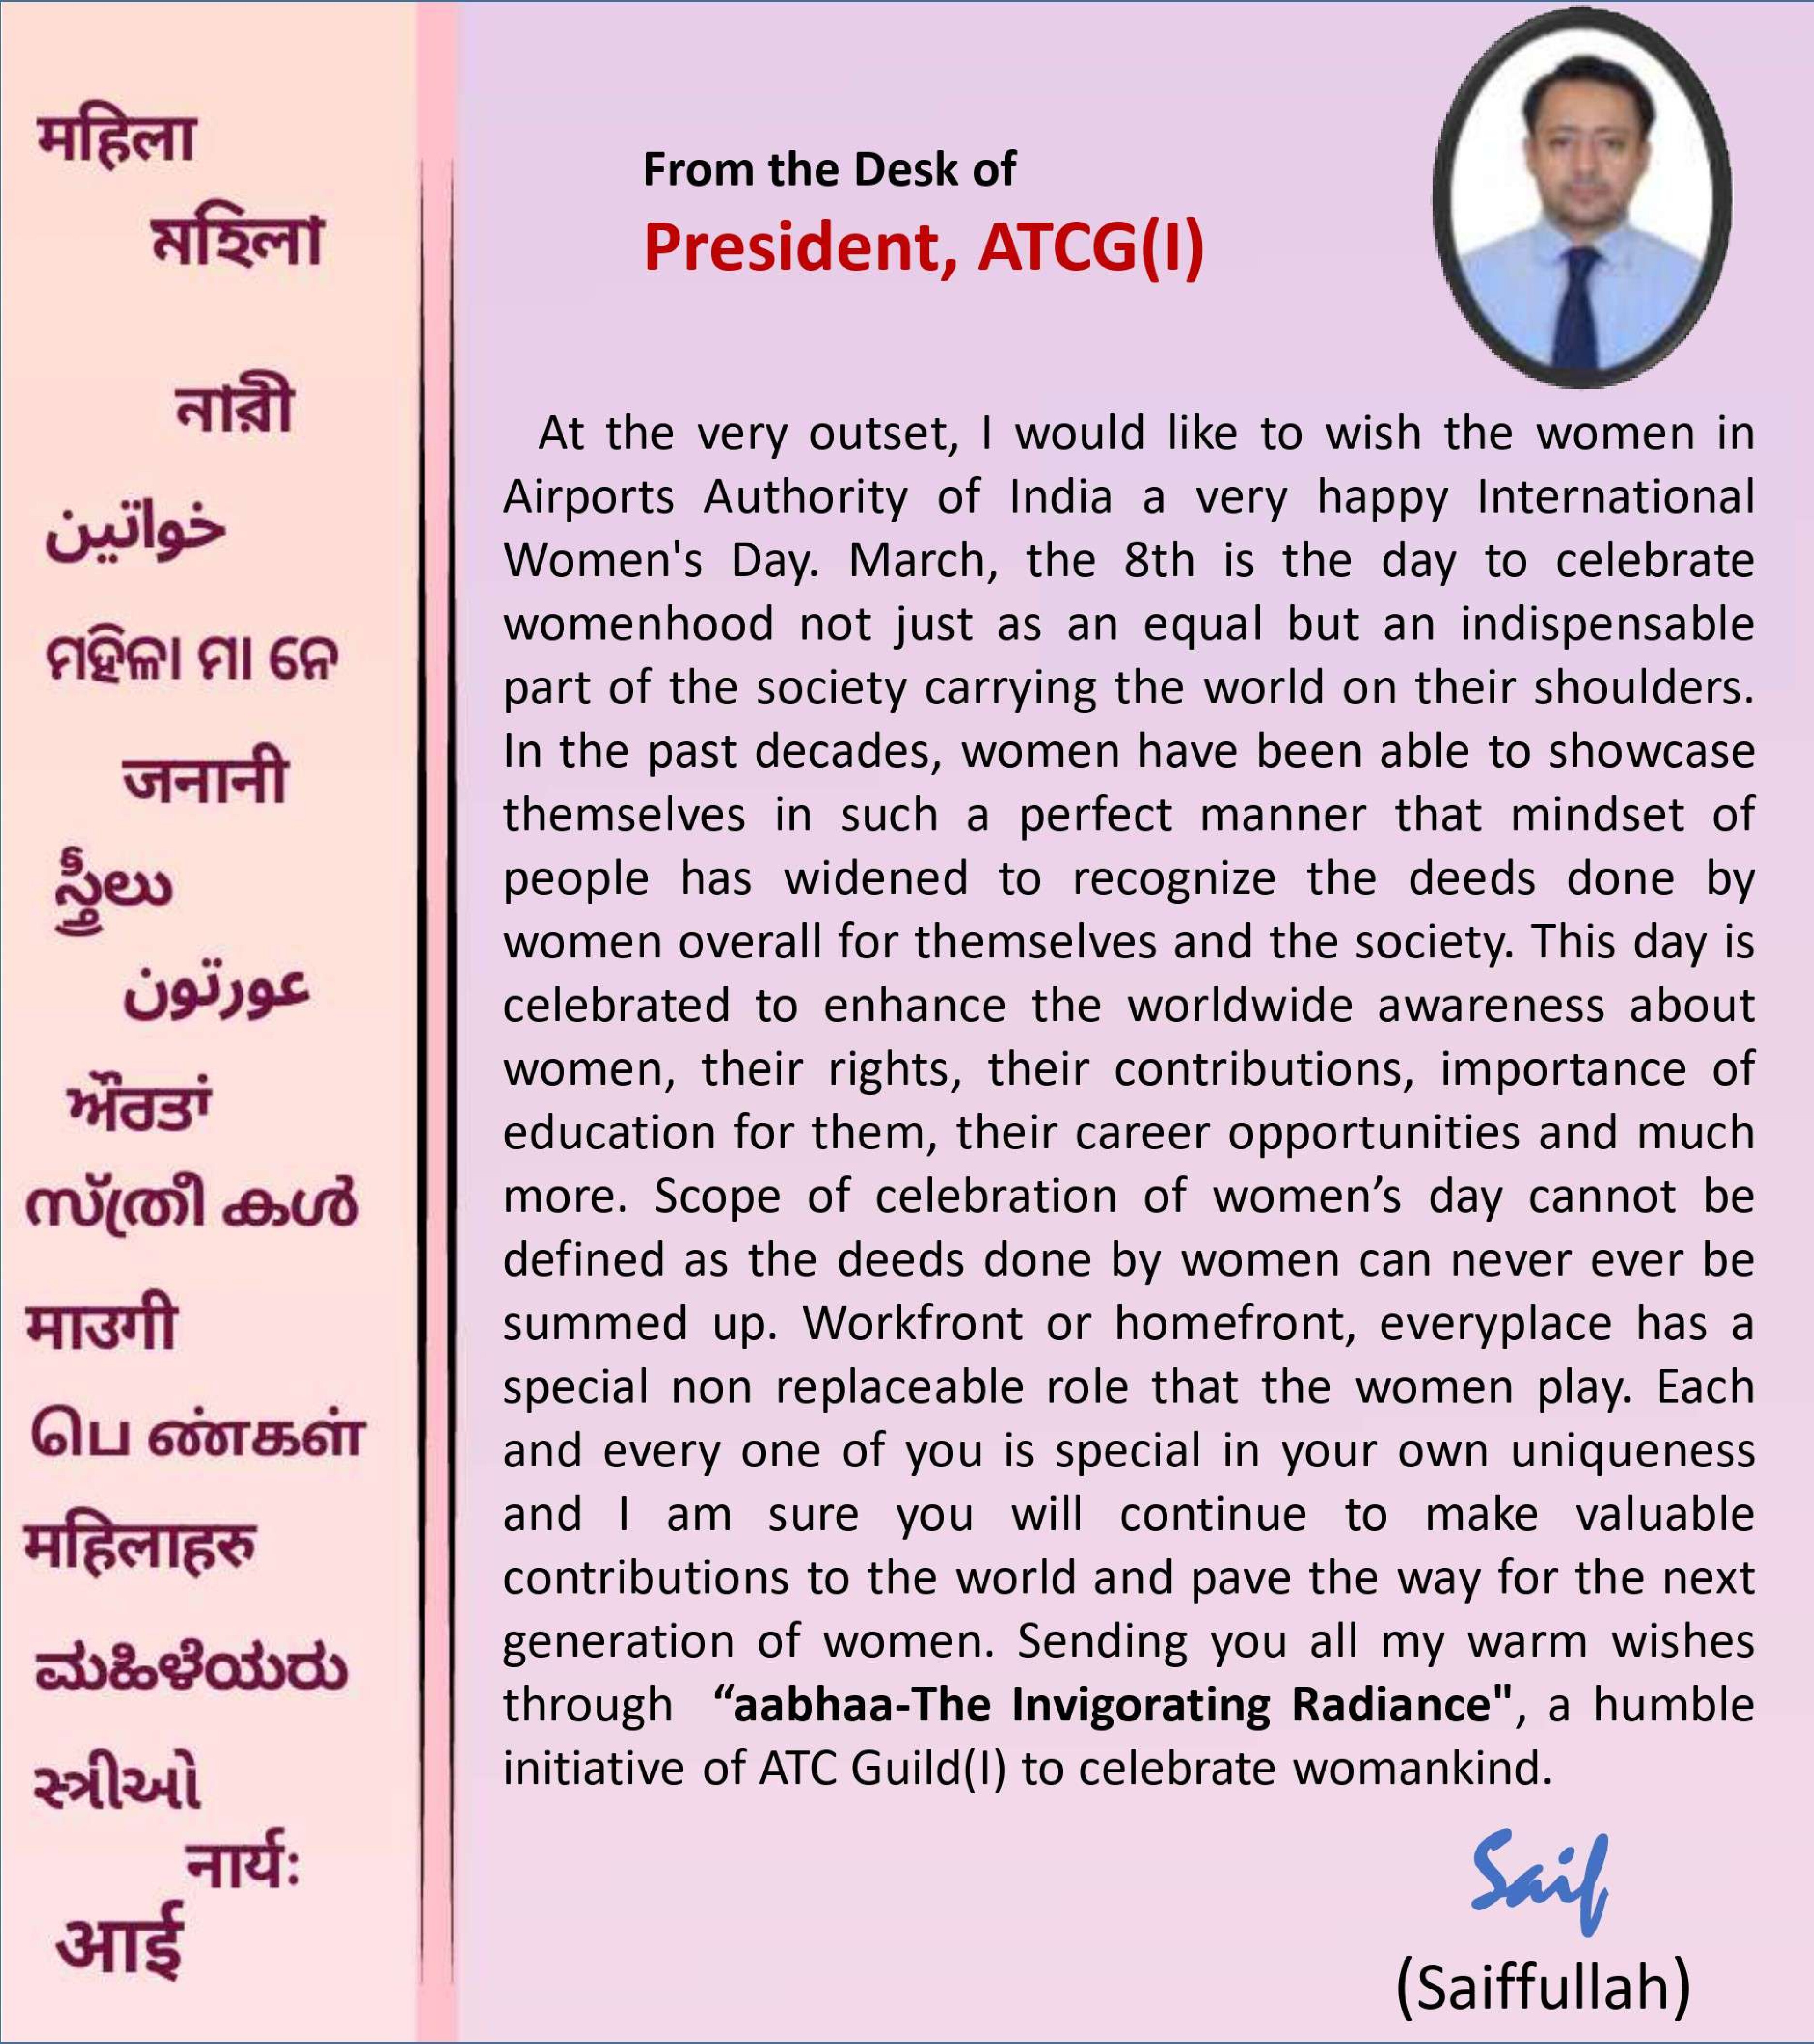 महिला
মহিলা
নাৰী
خواتین
ମହିଳା ମା ନେ
जनानी
స్త్రీలు
عورتون
ਔਰਤਾਂ
സ്ത്രീ കൾ
माउगी
பெ ண்கள்
महिलाहरु
ಮಹಿಳೆಯರು
સ્ત્રીઓ
नार्यः
आई
From the Desk of
President, ATCG(I)
At the very outset, I would like to wish the women in
Airports Authority of India a very happy International
Women's Day. March, the 8th is the day to celebrate
womenhood not just as an equal but an indispensable
part of the society carrying the world on their shoulders.
In the past decades, women have been able to showcase
themselves in such a perfect manner that mindset of
people has widened to recognize the deeds done by
women overall for themselves and the society. This day is
celebrated to enhance the worldwide awareness about
women, their rights, their contributions, importance of
education for them, their career opportunities and much
more. Scope of celebration of women’s day cannot be
defined as the deeds done by women can never ever be
summed up. Workfront or homefront, everyplace has a
special non replaceable role that the women play. Each
and every one of you is special in your own uniqueness
and I am sure you will continue to make valuable
contributions to the world and pave the way for the next
generation of women. Sending you all my warm wishes
through “aabhaa-The Invigorating Radiance", a humble
initiative of ATC Guild(I) to celebrate womankind.
Saif
(Saiffullah)